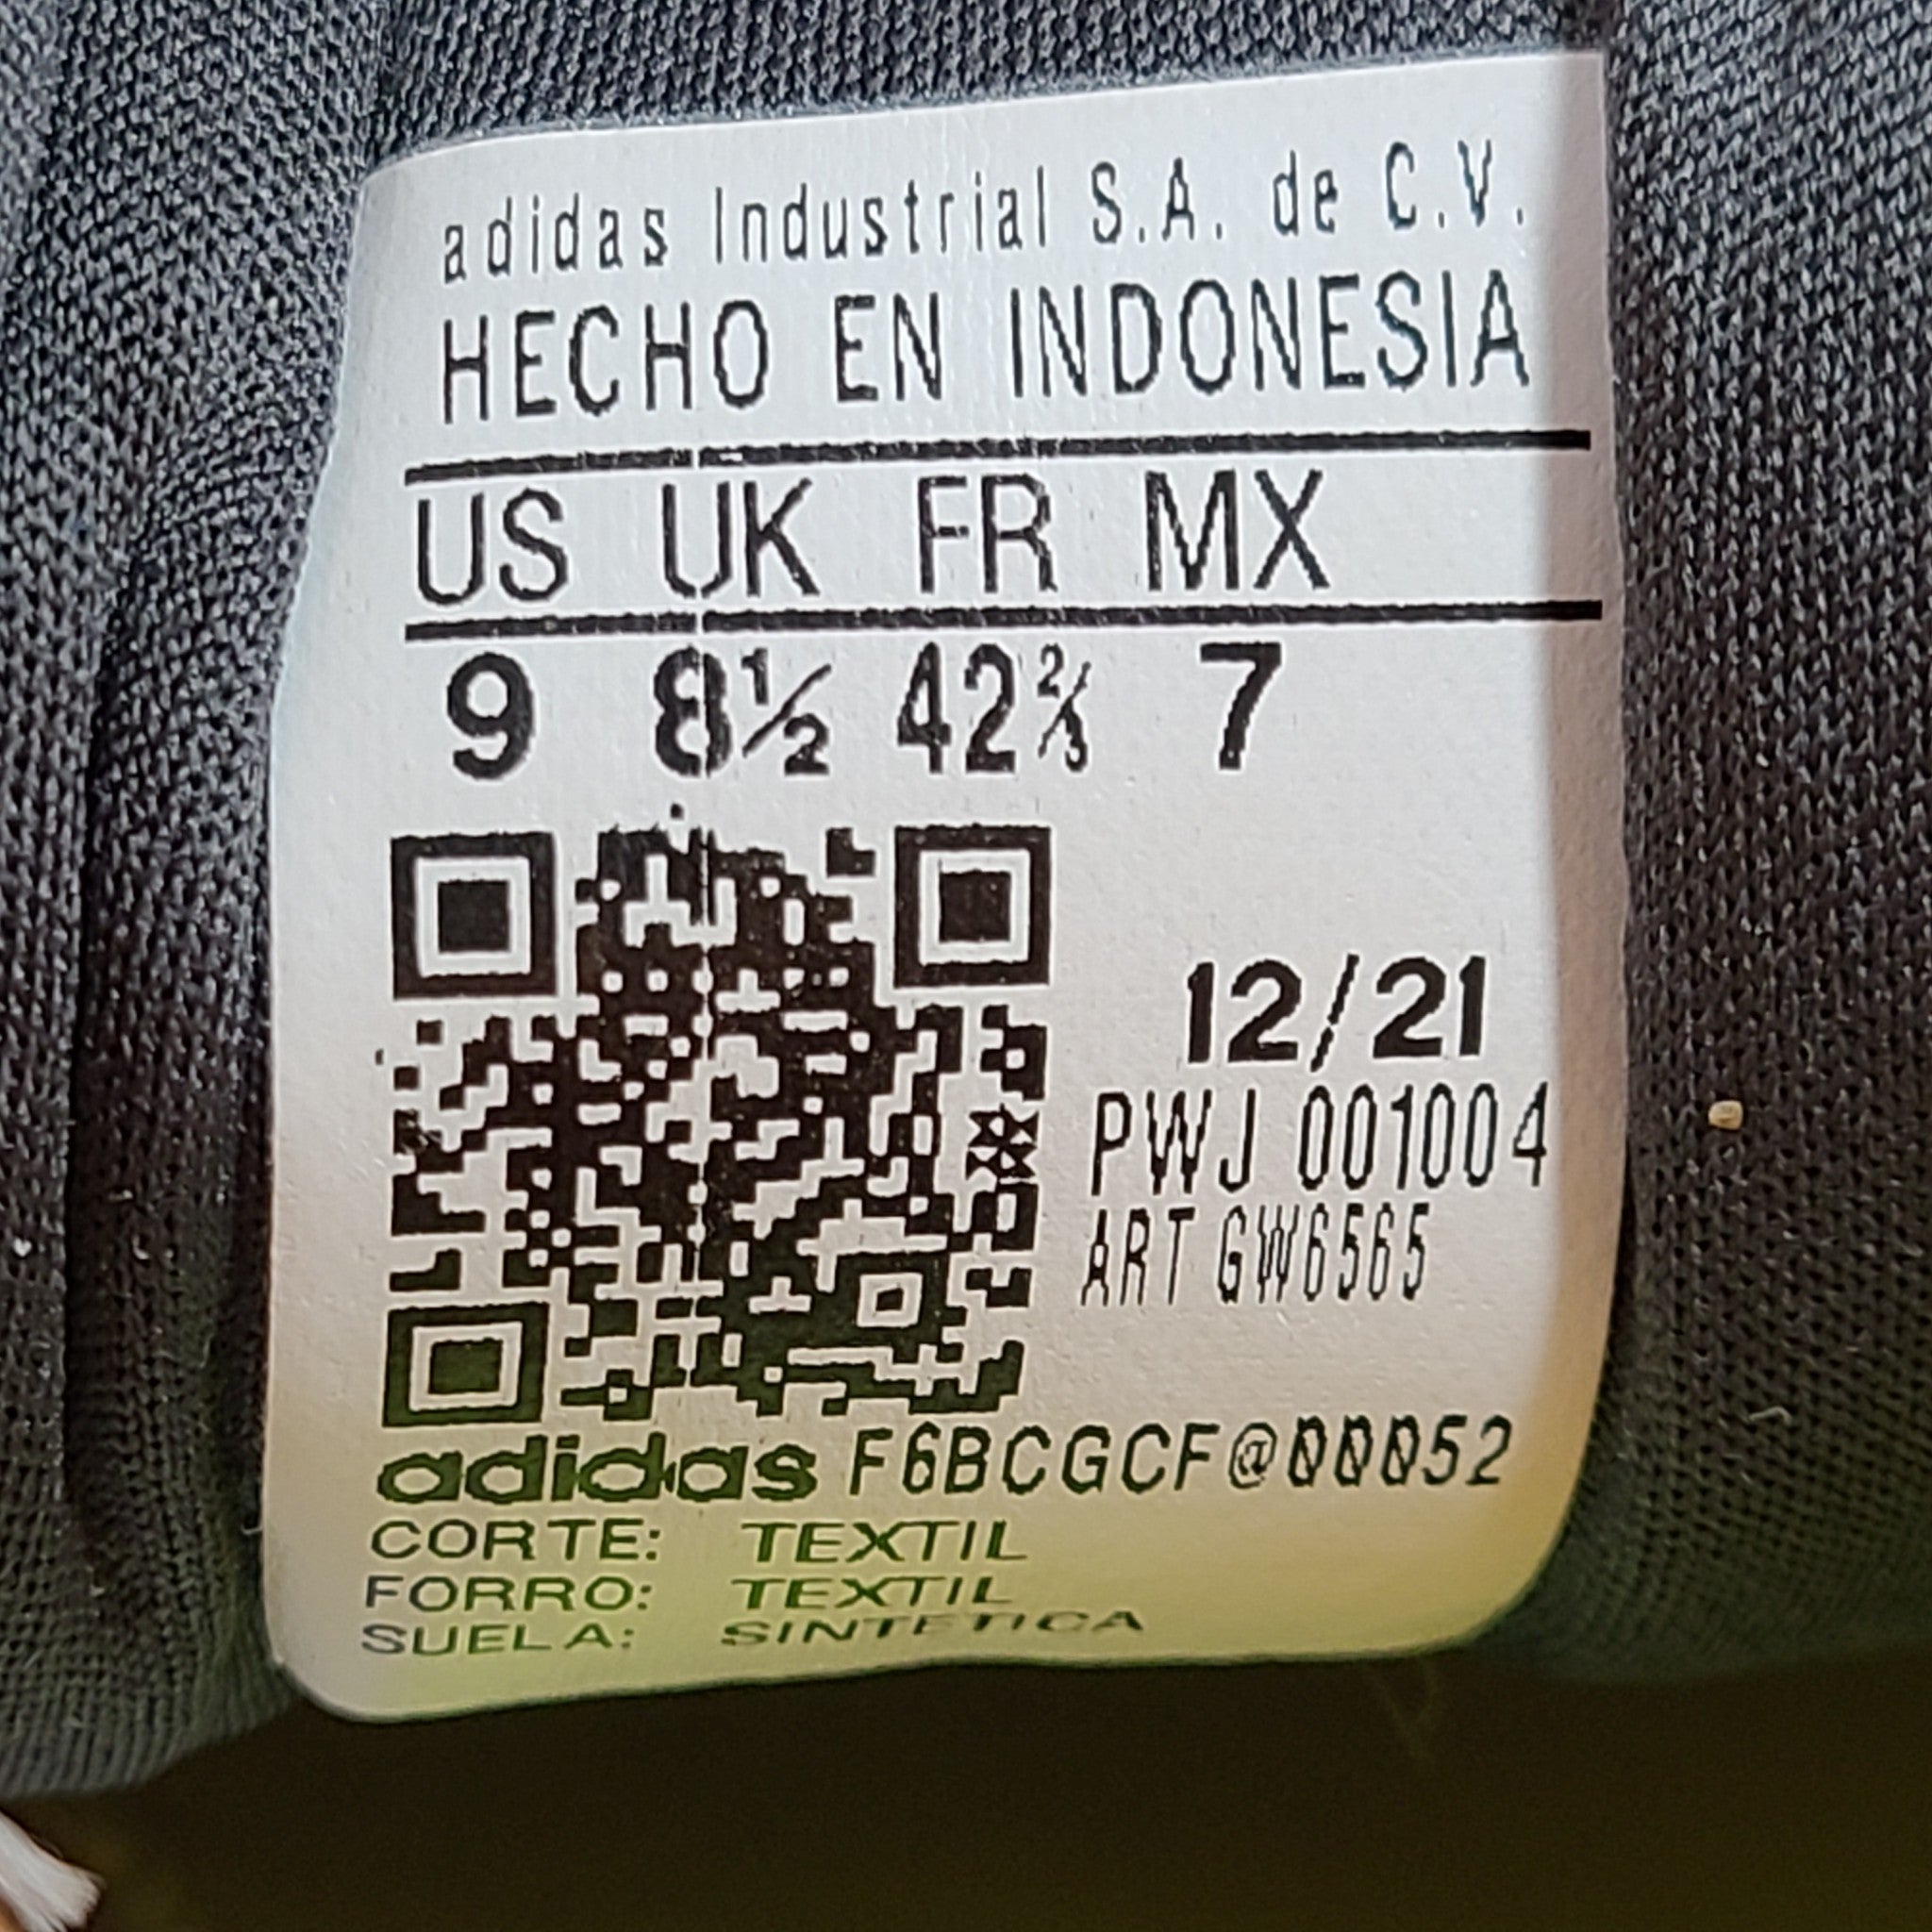 adidas Industrial S.A. de C.V.
HECHO EN INDONESIA
US UK FR MX
9 8½ 42⅔ 7
12/21
PWJ 001004
ART GW6565
adidas F6BCGCF@00052
CORTE: TEXTIL
FORRO: TEXTIL
SUELA: SINTETICA